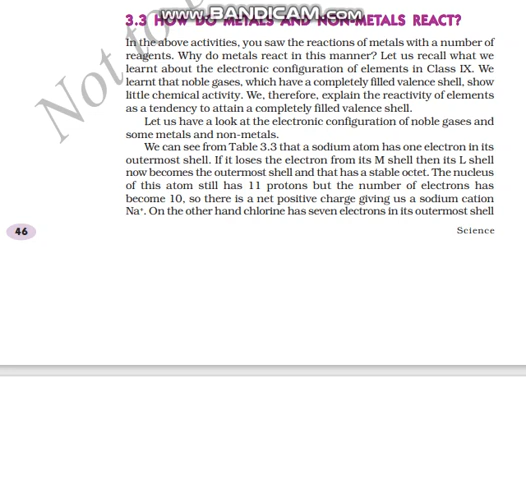 www.BANDICAM.com
3.3 HOW DO METALS AND NON-METALS REACT?
Not to
In the above activities, you saw the reactions of metals with a number of
reagents. Why do metals react in this manner? Let us recall what we
learnt about the electronic configuration of elements in Class IX. We
learnt that noble gases, which have a completely filled valence shell, show
little chemical activity. We, therefore, explain the reactivity of elements
as a tendency to attain a completely filled valence shell.
Let us have a look at the electronic configuration of noble gases and
some metals and non-metals.
We can see from Table 3.3 that a sodium atom has one electron in its
outermost shell. If it loses the electron from its M shell then its L shell
now becomes the outermost shell and that has a stable octet. The nucleus
of this atom still has 11 protons but the number of electrons has
become 10, so there is a net positive charge giving us a sodium cation
Na⁺. On the other hand chlorine has seven electrons in its outermost shell
46
Science